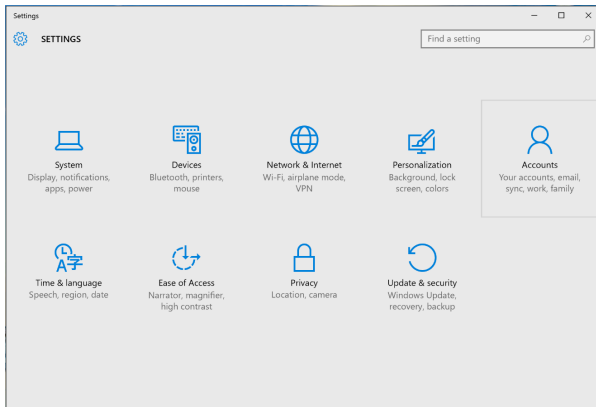 Settings
SETTINGS
Find a setting
System
Display, notifications,
apps, power
Devices
Bluetooth, printers,
mouse
Network & Internet
Wi-Fi, airplane mode,
VPN
Personalization
Background, lock
screen, colors
Accounts
Your accounts, email,
sync, work, family
A字
Time & language
Speech, region, date
Ease of Access
Narrator, magnifier,
high contrast
Privacy
Location, camera
Update & security
Windows Update,
recovery, backup